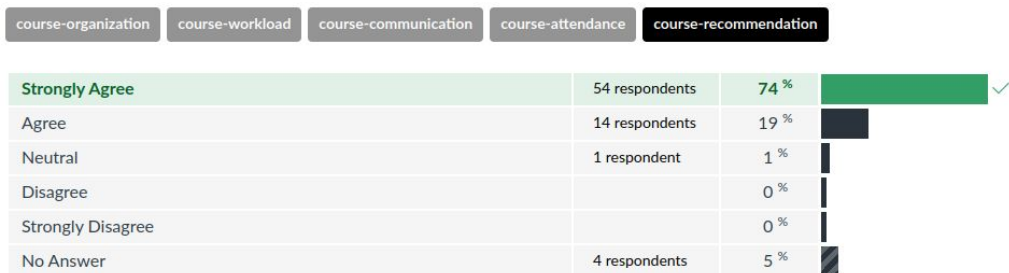 course-organization course-workload course-communication course-attendance course-recommendation
Strongly Agree 54 respondents 74 %
Agree 14 respondents 19 %
Neutral 1 respondent 1 %
Disagree 0 %
Strongly Disagree 0 %
No Answer 4 respondents 5 %